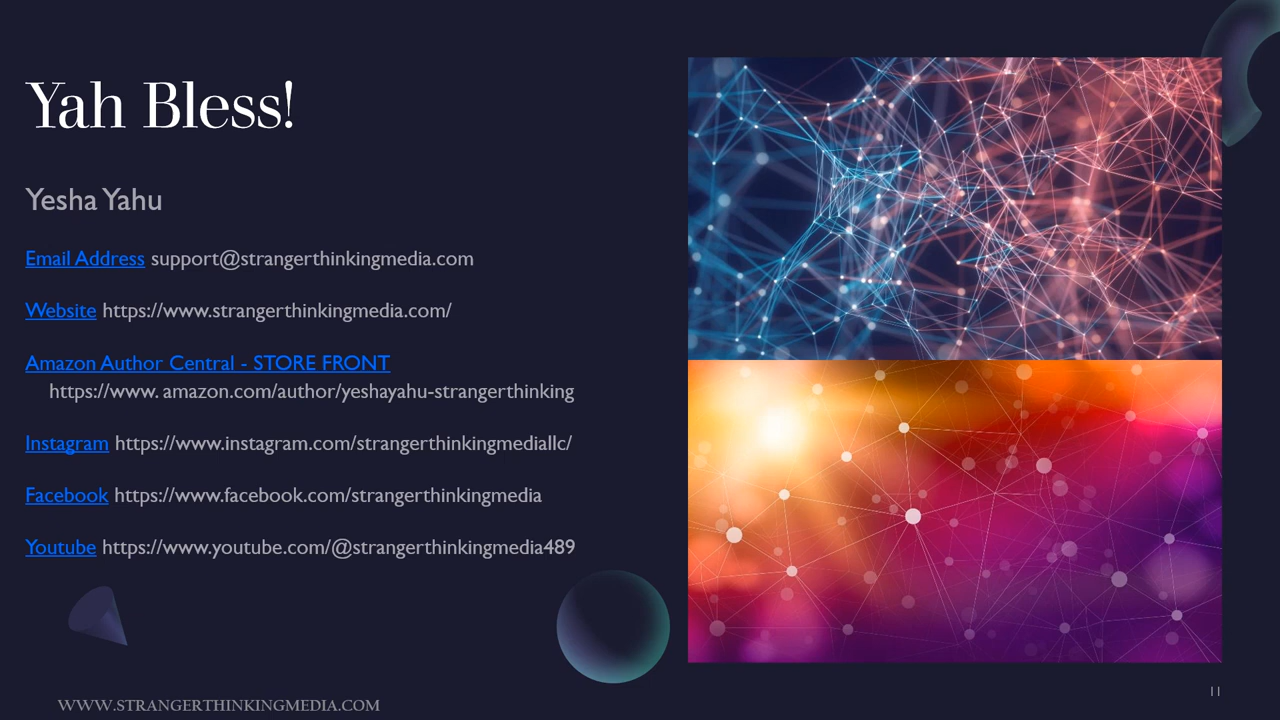 Yah Bless!
Yesha Yahu
Email Address support@strangerthinkingmedia.com
Website https://www.strangerthinkingmedia.com/
Amazon Author Central - STORE FRONT
https://www. amazon.com/author/yeshayahu-strangerthinking
Instagram https://www.instagram.com/strangerthinkingmediallc/
Facebook https://www.facebook.com/strangerthinkingmedia
Youtube https://www.youtube.com/@strangerthinkingmedia489
WWW.STRANGERTHINKINGMEDIA.COM
11